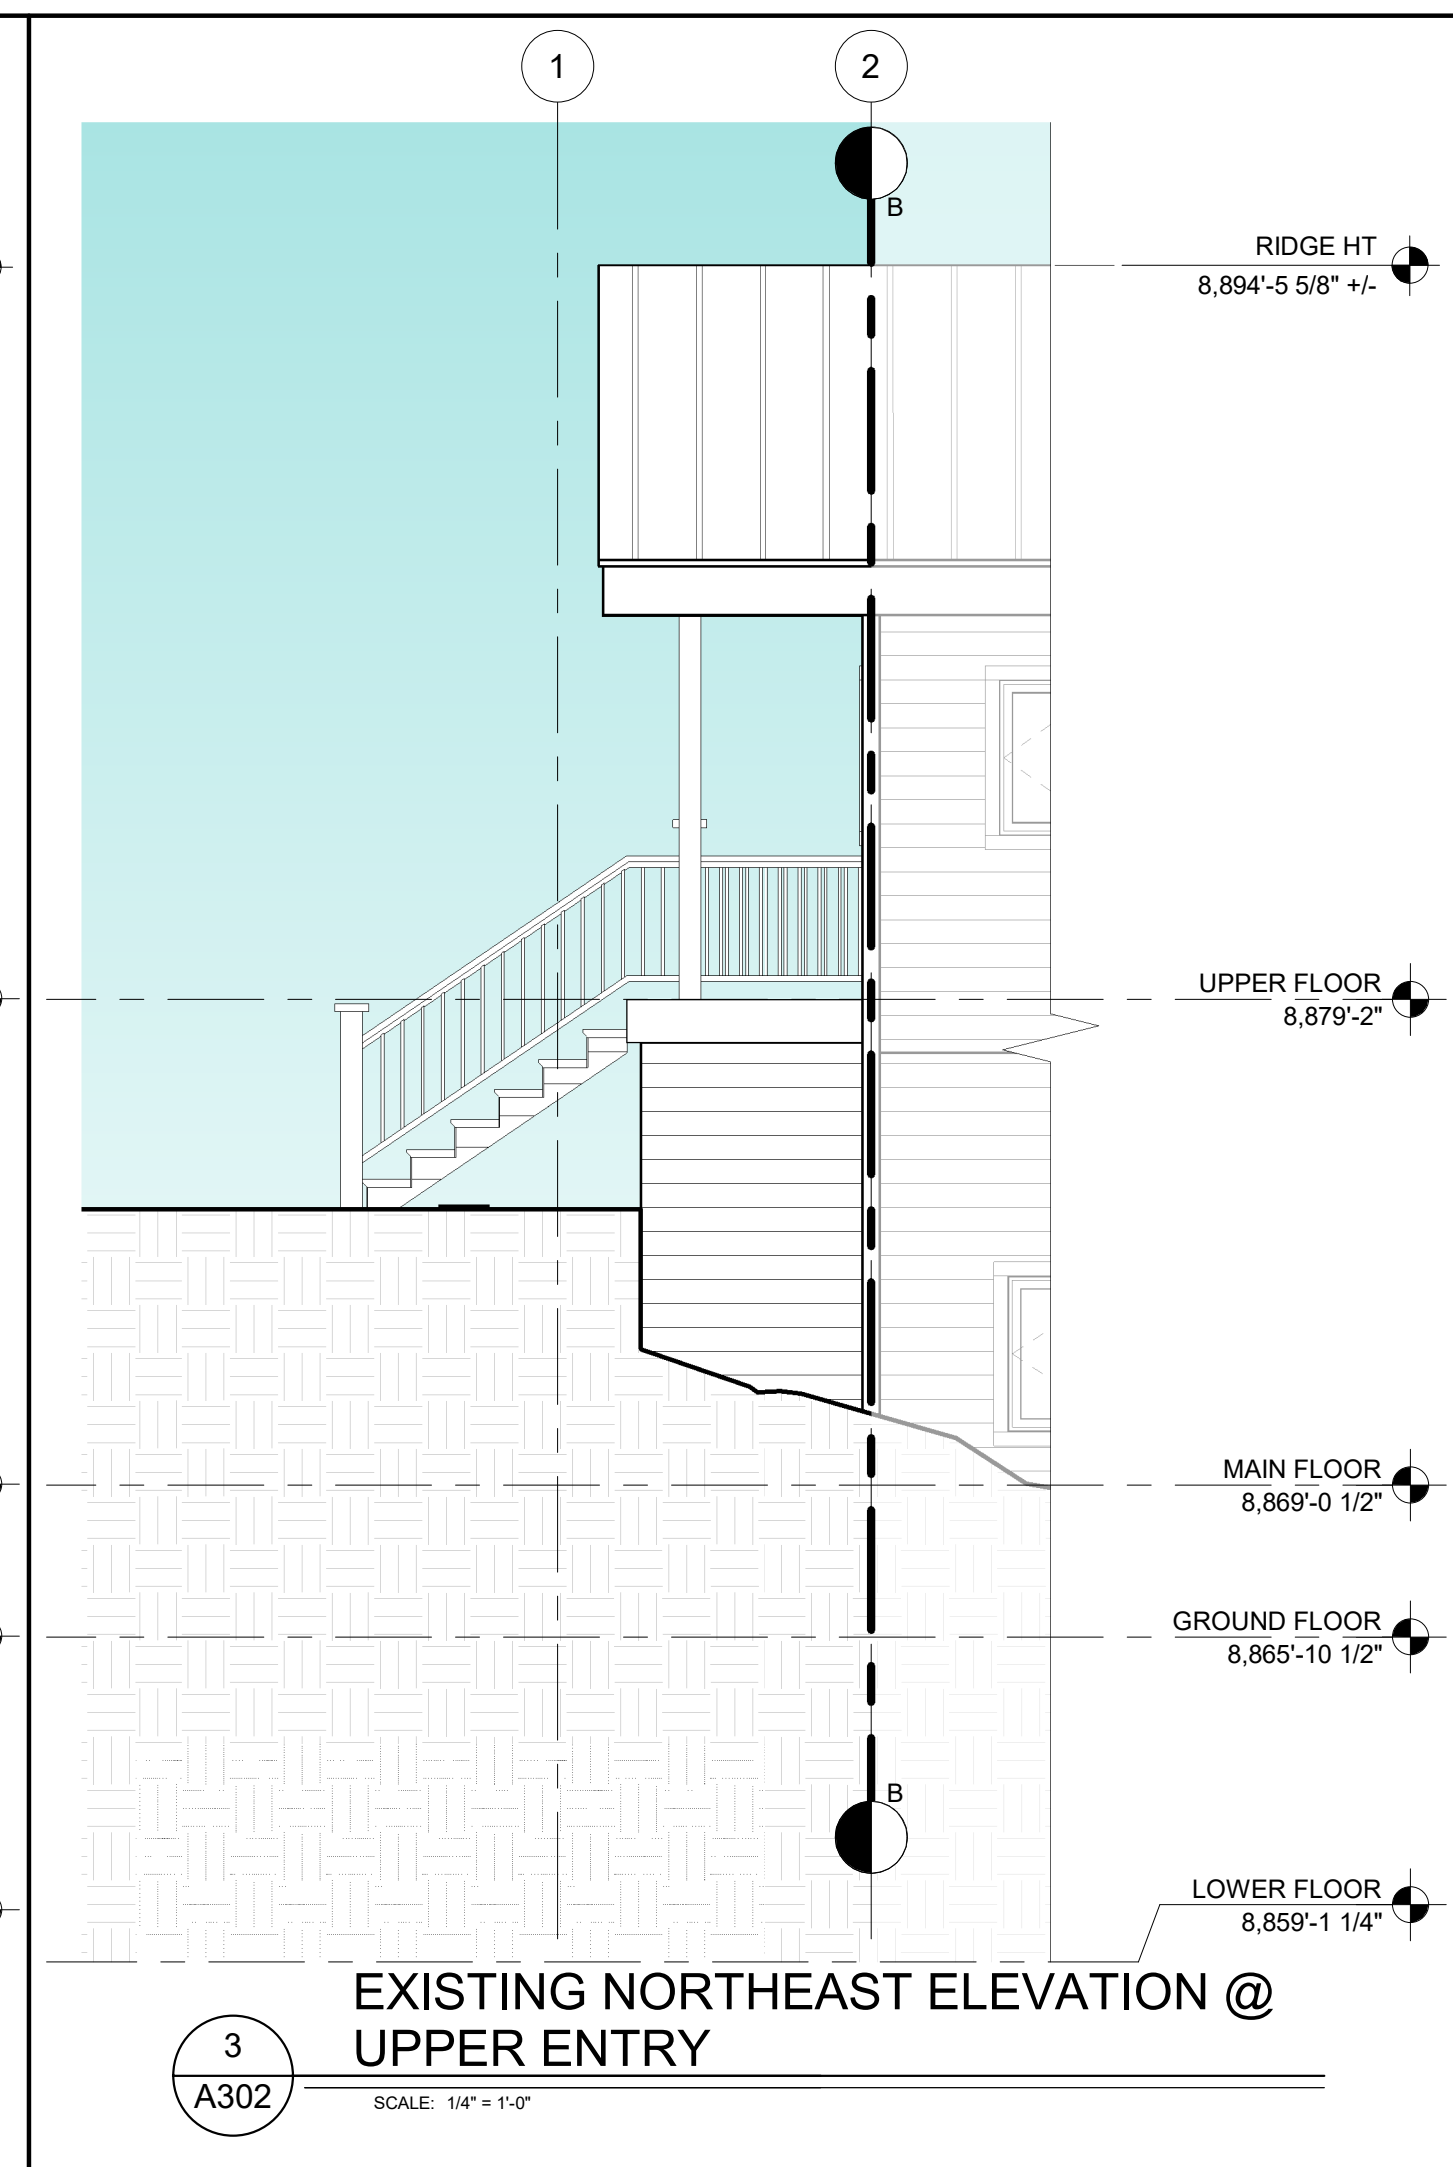 1
2
B
RIDGE HT
8,894'-5 5/8" +/-
UPPER FLOOR
8,879'-2"
MAIN FLOOR
8,869'-0 1/2"
GROUND FLOOR
8,865'-10 1/2"
B
LOWER FLOOR
8,859'-1 1/4"
EXISTING NORTHEAST ELEVATION @
UPPER ENTRY
3
A302
SCALE: 1/4" = 1'-0"